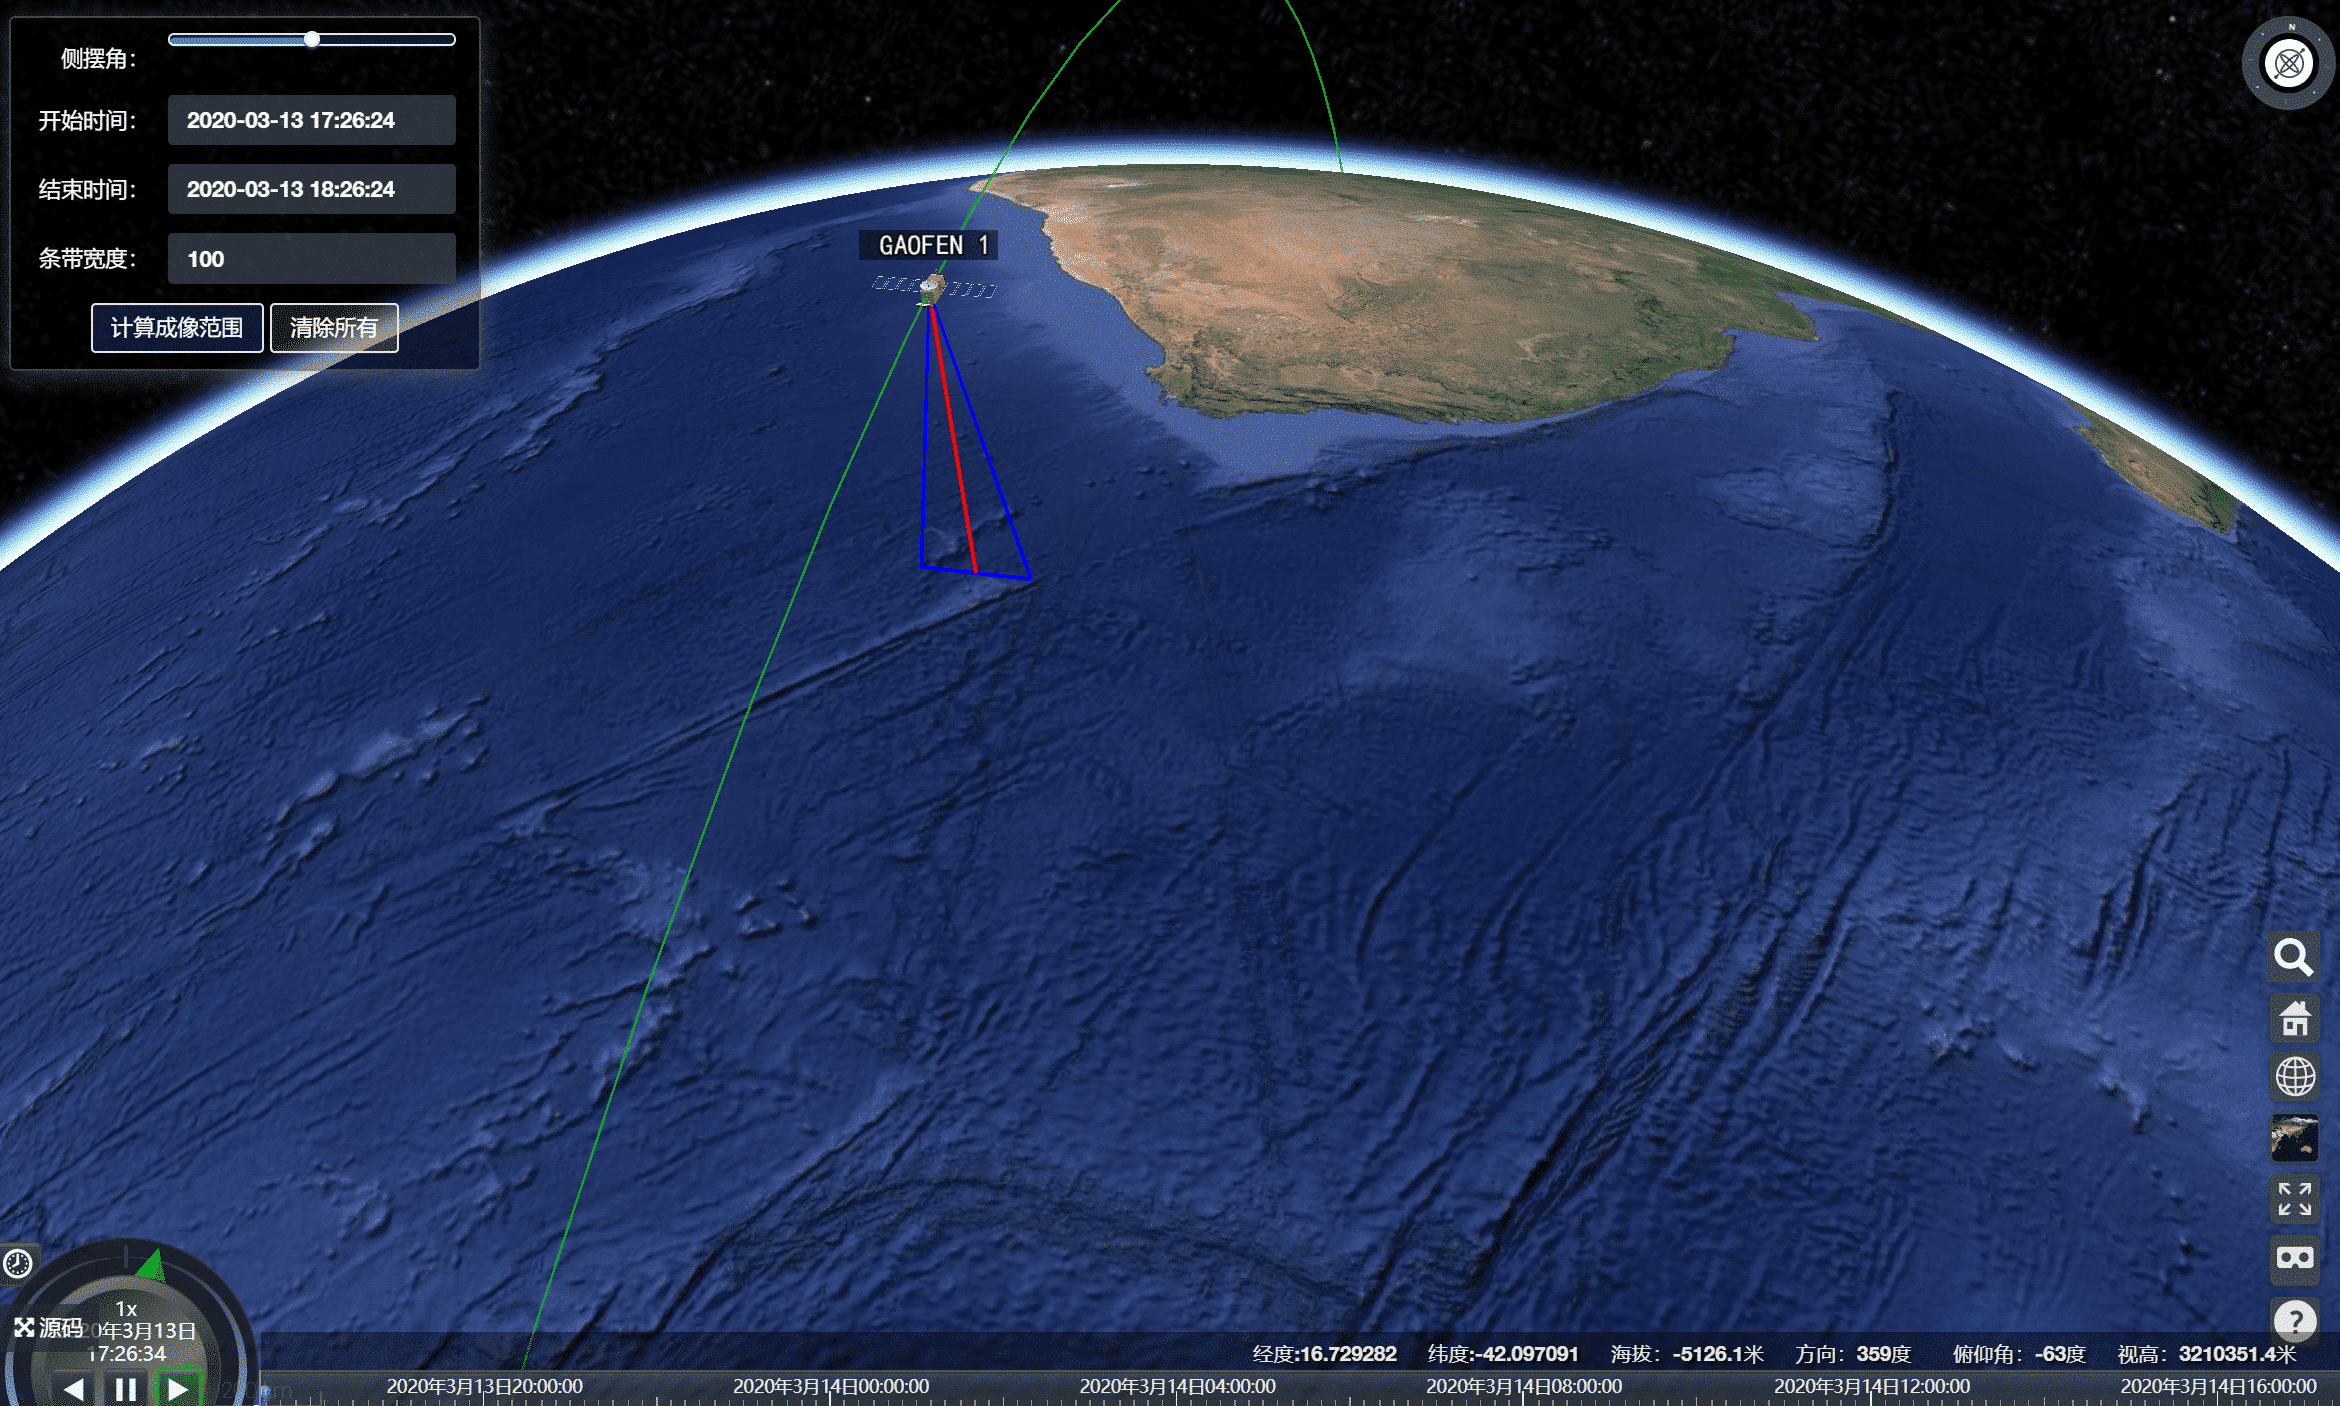 侧摆角：
开始时间： 2020-03-13 17:26:24
结束时间： 2020-03-13 18:26:24
条带宽度： 100
计算成像范围 清除所有
N
GAOFEN 1
1x
源码
0年3月13日
17:26:34
经度:16.729282 纬度:-42.097091 海拔：-5126.1米 方向：359度 俯仰角：-63度 视高：3210351.4米
2020年3月13日20:00:00 2020年3月14日00:00:00 2020年3月14日04:00:00 2020年3月14日08:00:00 2020年3月14日12:00:00 2020年3月14日16:00:00
?